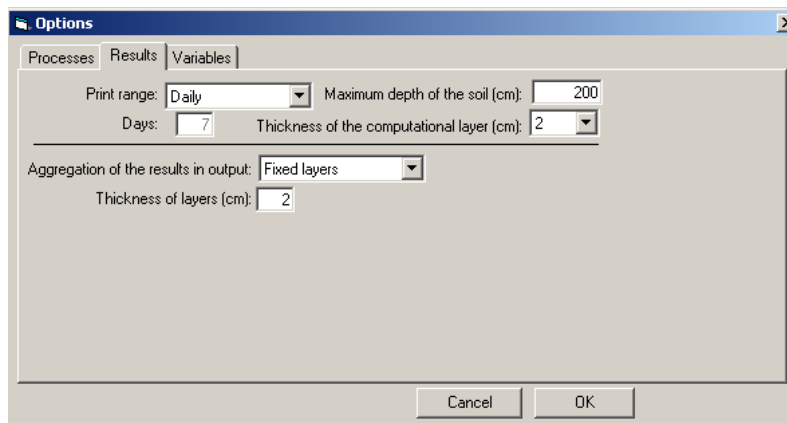 Options
Processes Results Variables
Print range: Daily Maximum depth of the soil (cm): 200
Days: 7 Thickness of the computational layer (cm): 2
Aggregation of the results in output: Fixed layers
Thickness of layers (cm): 2
Cancel OK